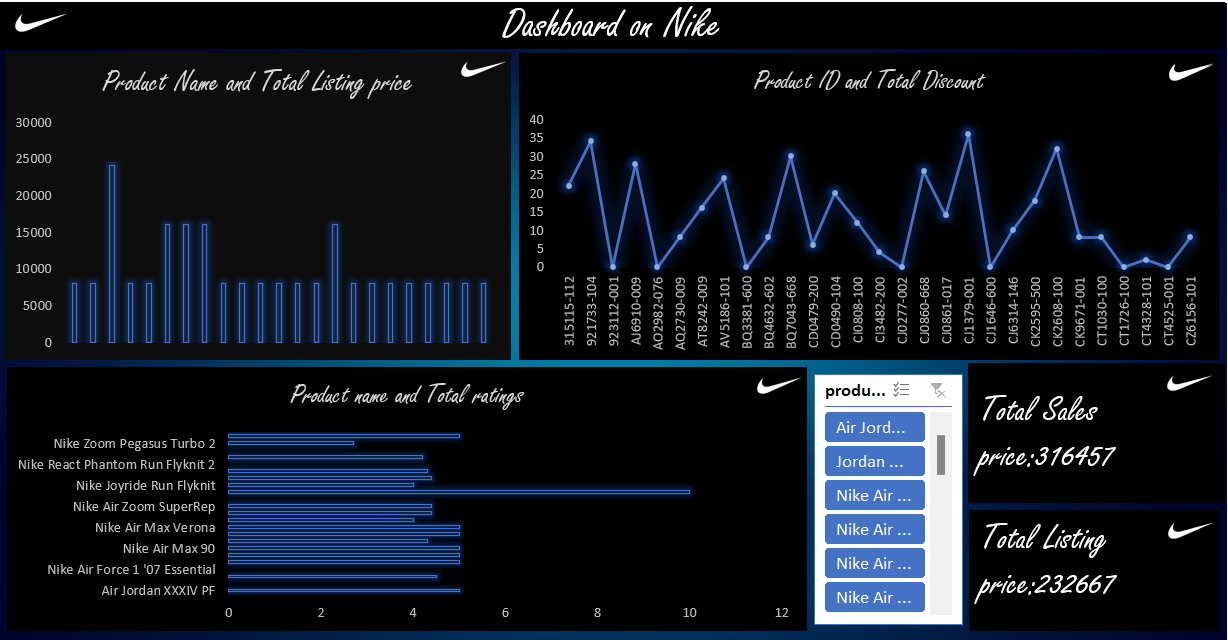 Dashboard on Nike
Product Name and Total Listing price
30000
25000
20000
15000
10000
5000
0
Product ID and Total Discount
40
35
30
25
20
15
10
5
0
315115-112
921733-104
923112-001
AJ6910-009
AO2982-076
AQ2730-009
AT8242-009
AV5186-101
BQ3381-600
BQ4632-602
BQ7043-668
CD0479-200
CD0490-104
CI0808-100
CI3482-200
CJ0277-002
CJ0860-668
CJ0861-017
CJ1379-001
CJ1646-600
CJ6314-146
CK2595-500
CK2608-100
CK9671-001
CT1030-100
CT1726-100
CT4328-101
CT4525-001
CZ6156-101
Product name and Total ratings
Nike Zoom Pegasus Turbo 2
Nike React Phantom Run Flyknit 2
Nike Joyride Run Flyknit
Nike Air Zoom SuperRep
Nike Air Max Verona
Nike Air Max 90
Nike Air Force 1 '07 Essential
Air Jordan XXXIV PF
0 2 4 6 8 10 12
produ...
Air Jord...
Jordan ...
Nike Air ...
Nike Air ...
Nike Air ...
Nike Air ...
Total Sales
price:316457
Total Listing
price:232667